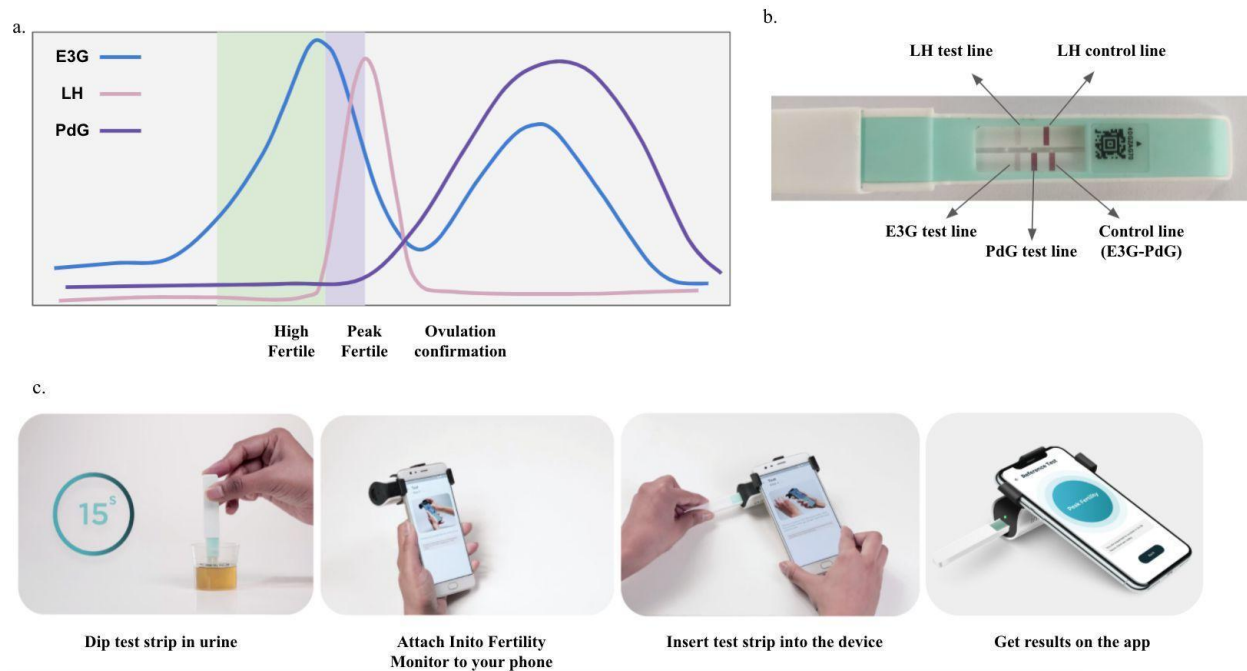 a.
E3G
LH
PdG
High
Fertile
Peak
Fertile
Ovulation
confirmation
b.
LH test line
LH control line
E3G test line
PdG test line
Control line
(E3G-PdG)
c.
15s
Dip test strip in urine
Attach Inito Fertility
Monitor to your phone
Insert test strip into the device
Reference Test
Peak Fertility
Get results on the app